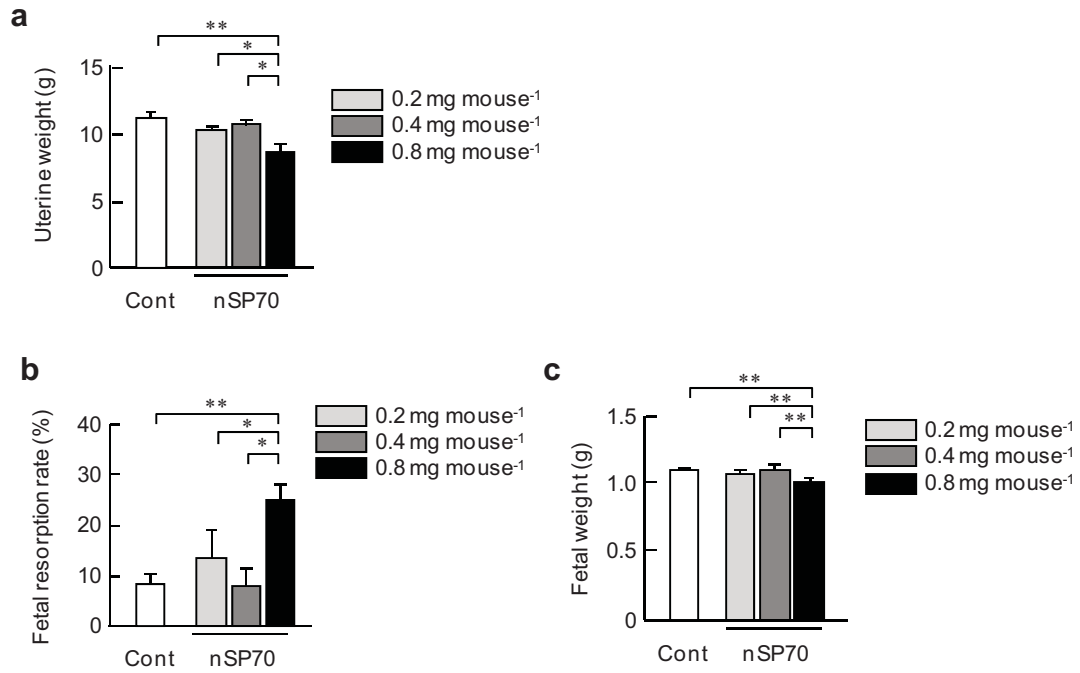 a
**
*
*
Uterine weight (g)
15
10
5
0
Cont
nSP70
0.2 mg mouse-1
0.4 mg mouse-1
0.8 mg mouse-1
b
**
*
*
Fetal resorption rate (%)
40
30
20
10
0
Cont
nSP70
0.2 mg mouse-1
0.4 mg mouse-1
0.8 mg mouse-1
c
**
**
**
Fetal weight (g)
1.5
1.0
0.5
0
Cont
nSP70
0.2 mg mouse-1
0.4 mg mouse-1
0.8 mg mouse-1